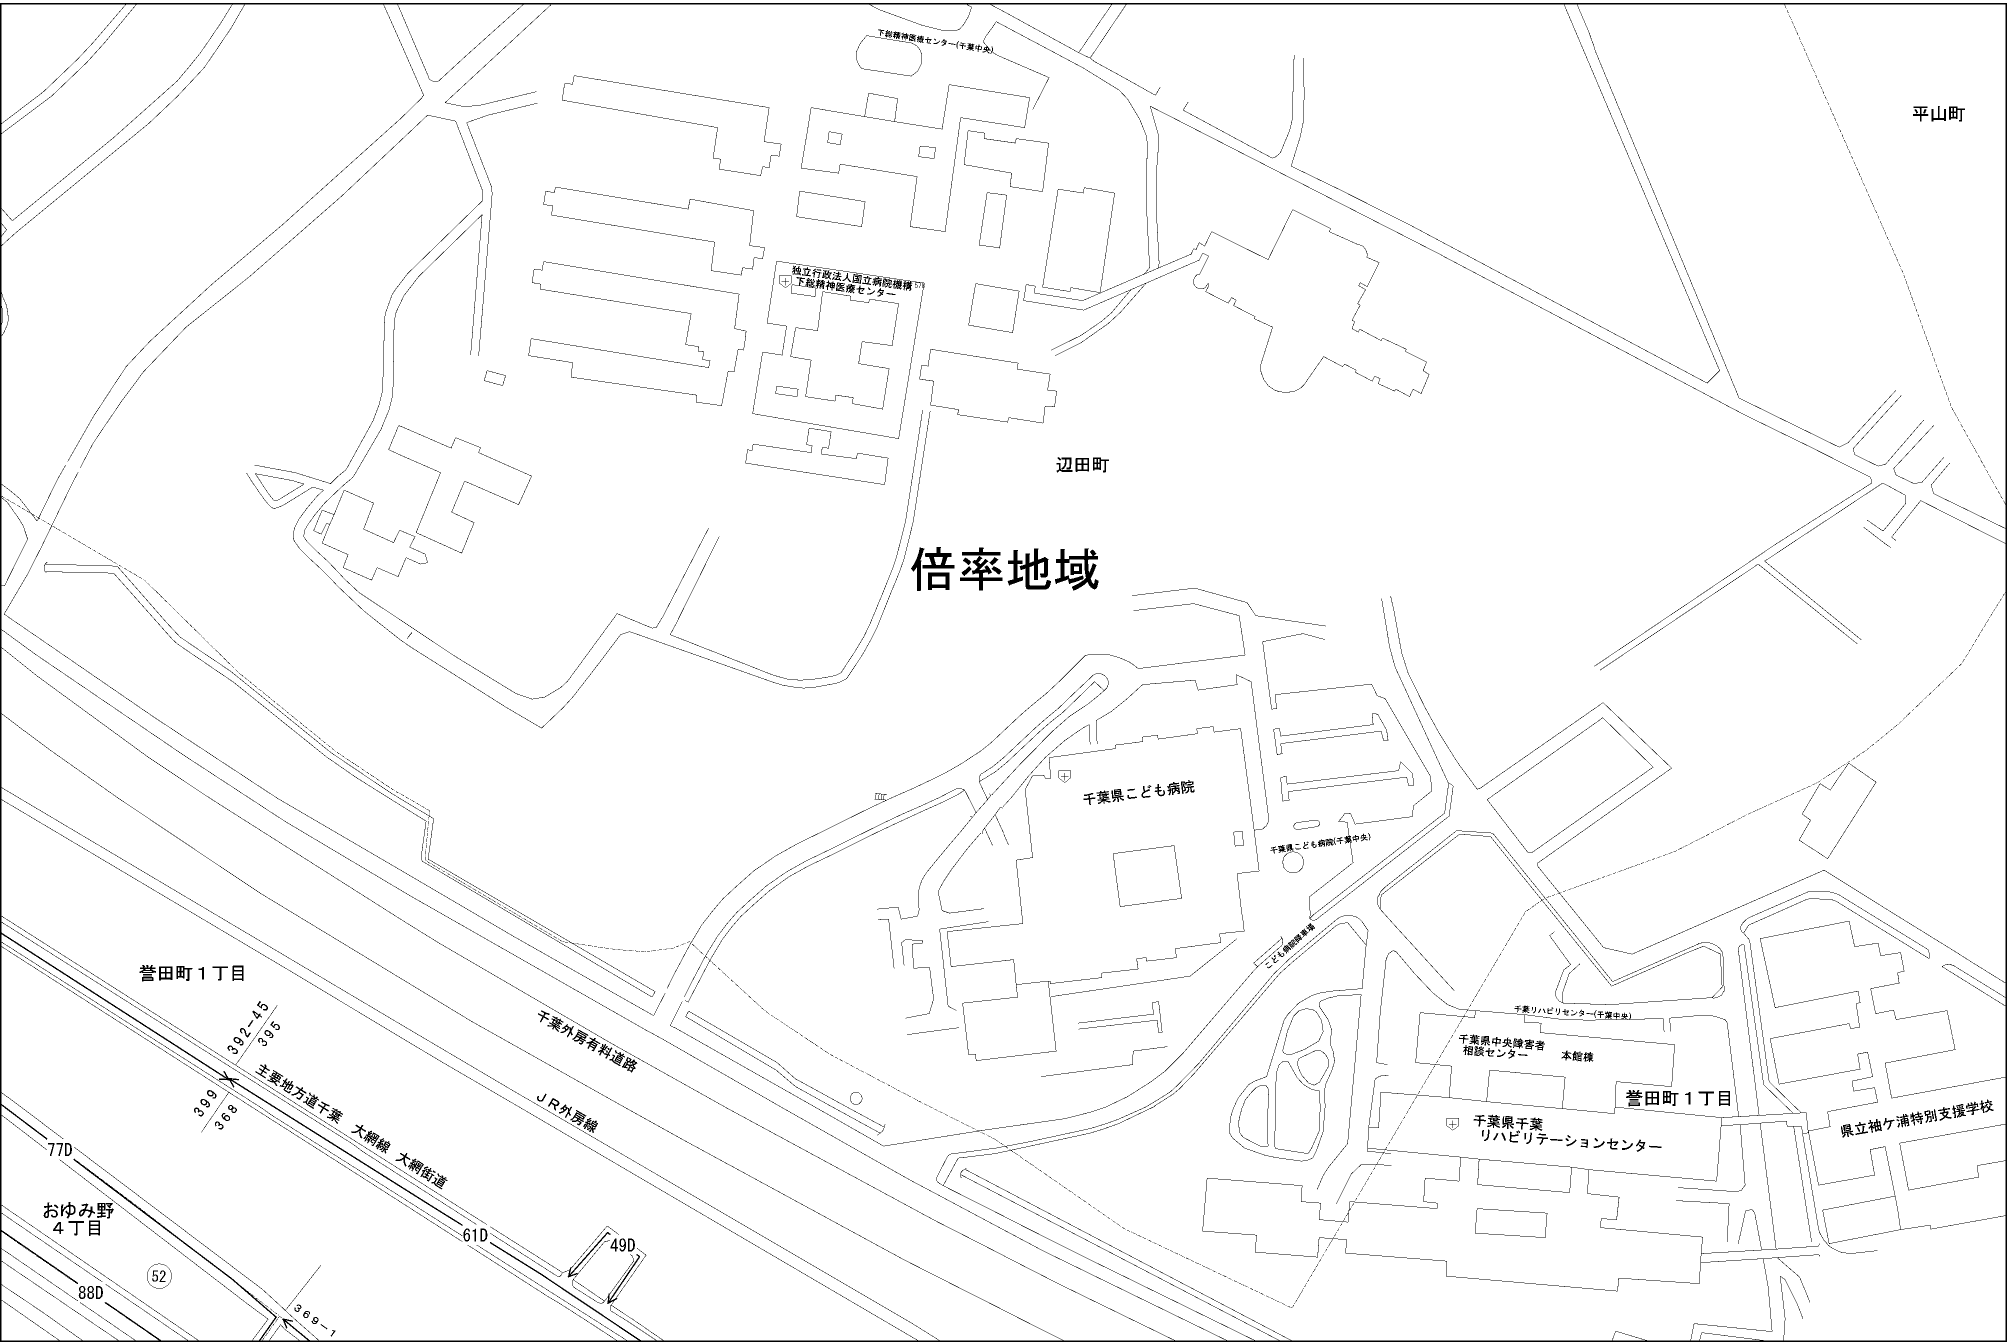 下総精神医療センター(千葉中央)
平山町
独立行政法人国立病院機構
下総精神医療センター
578
辺田町
倍率地域
千葉県こども病院
千葉県こども病院(千葉中央)
こども病院降車場
誉田町１丁目
392−45
395
399
368
主要地方道千葉　大網線　大網街道
千葉外房有料道路
ＪＲ外房線
千葉リハビリセンター(千葉中央)
千葉県中央障害者
相談センター
本館棟
誉田町１丁目
千葉県千葉
リハビリテーションセンター
県立袖ケ浦特別支援学校
77D
おゆみ野
４丁目
61D
49D
52
88D
369−1